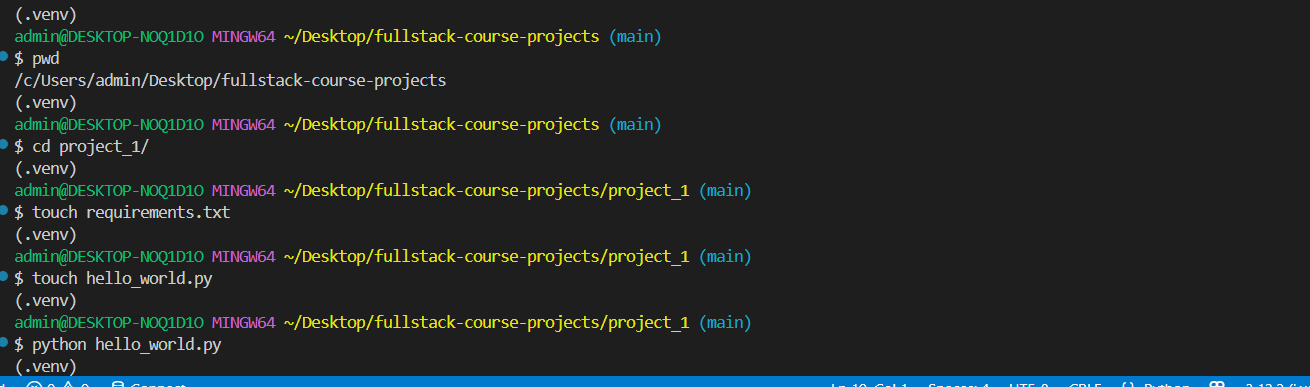 (.venv)
admin@DESKTOP-NOQ1D1O MINGW64 ~/Desktop/fullstack-course-projects (main)
$ pwd
/c/Users/admin/Desktop/fullstack-course-projects
(.venv)
admin@DESKTOP-NOQ1D1O MINGW64 ~/Desktop/fullstack-course-projects (main)
$ cd project_1/
(.venv)
admin@DESKTOP-NOQ1D1O MINGW64 ~/Desktop/fullstack-course-projects/project_1 (main)
$ touch requirements.txt
(.venv)
admin@DESKTOP-NOQ1D1O MINGW64 ~/Desktop/fullstack-course-projects/project_1 (main)
$ touch hello_world.py
(.venv)
admin@DESKTOP-NOQ1D1O MINGW64 ~/Desktop/fullstack-course-projects/project_1 (main)
$ python hello_world.py
(.venv)